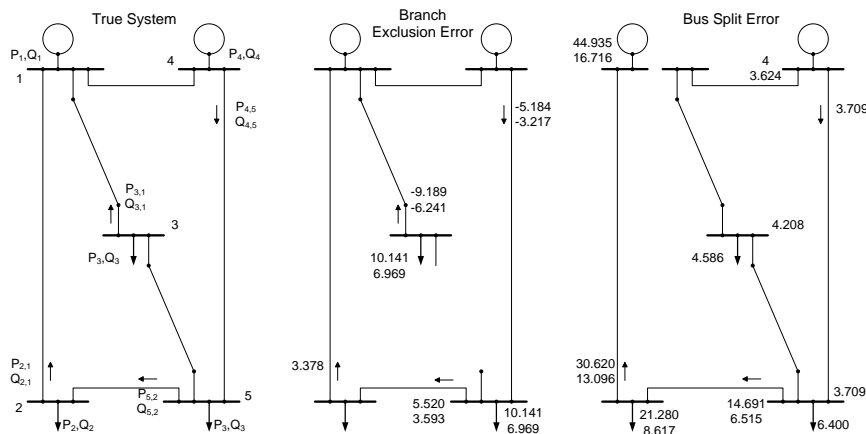 True System
P1,Q1
1
4
P4,Q4
P4,5
Q4,5
P3,1
Q3,1
3
P3,Q3
P2,1
Q2,1
2
P5,2
Q5,2
5
P2,Q2
P3,Q3
Branch
Exclusion Error
-5.184
-3.217
-9.189
-6.241
10.141
6.969
3.378
5.520
3.593
10.141
6.969
Bus Split Error
44.935
16.716
4
3.624
3.709
4.208
4.586
30.620
13.096
3.709
14.691
6.515
21.280
8.617
6.400